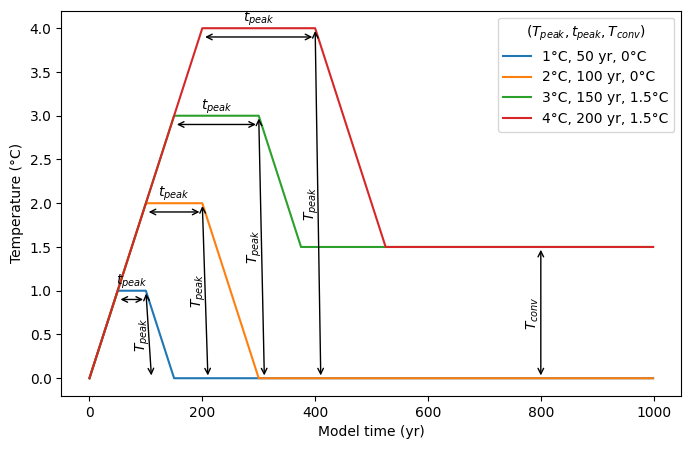 (T_peak, t_peak, T_conv)
1°C, 50 yr, 0°C
2°C, 100 yr, 0°C
3°C, 150 yr, 1.5°C
4°C, 200 yr, 1.5°C
Temperature (°C)
4.0
3.5
3.0
2.5
2.0
1.5
1.0
0.5
0.0
t_peak
t_peak
t_peak
t_peak
T_peak
T_peak
T_peak
T_peak
T_conv
0
200
400
600
800
1000
Model time (yr)